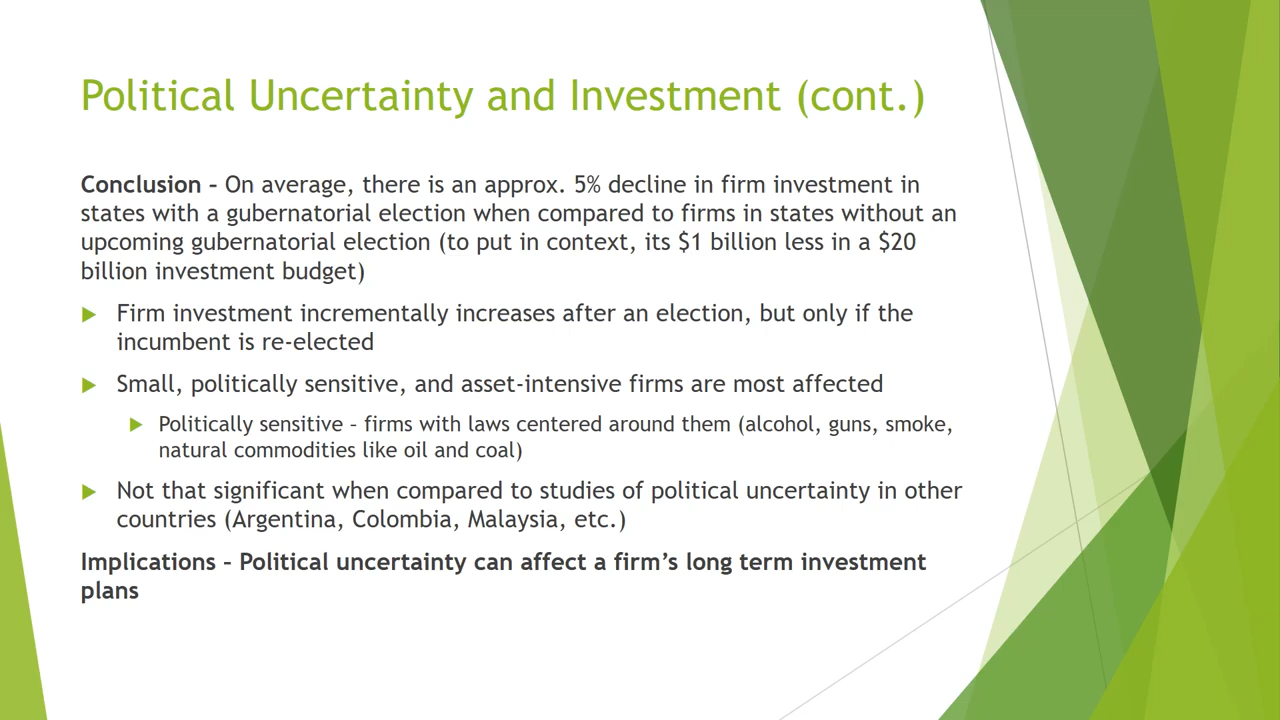 Political Uncertainty and Investment (cont.)
Conclusion – On average, there is an approx. 5% decline in firm investment in
states with a gubernatorial election when compared to firms in states without an
upcoming gubernatorial election (to put in context, its $1 billion less in a $20
billion investment budget)
Firm investment incrementally increases after an election, but only if the
incumbent is re-elected
Small, politically sensitive, and asset-intensive firms are most affected
Politically sensitive – firms with laws centered around them (alcohol, guns, smoke,
natural commodities like oil and coal)
Not that significant when compared to studies of political uncertainty in other
countries (Argentina, Colombia, Malaysia, etc.)
Implications – Political uncertainty can affect a firm’s long term investment
plans